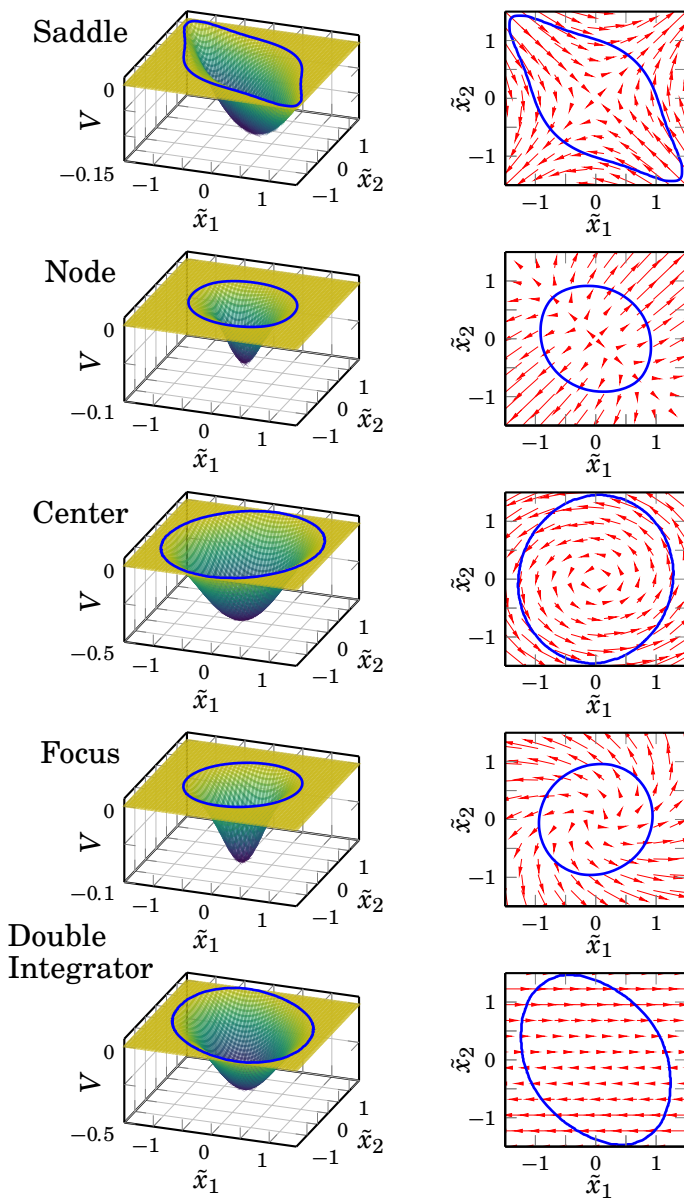 Saddle
V
0
−0.15
−1
0
1
x̃₁
−1
0
1
x̃₂
x̃₂
1
0
−1
−1
0
1
x̃₁
Node
V
0
−0.1
−1
0
1
x̃₁
−1
0
1
x̃₂
x̃₂
1
0
−1
−1
0
1
x̃₁
Center
V
0
−0.5
−1
0
1
x̃₁
−1
0
1
x̃₂
x̃₂
1
0
−1
−1
0
1
x̃₁
Focus
V
0
−0.1
−1
0
1
x̃₁
−1
0
1
x̃₂
x̃₂
1
0
−1
−1
0
1
x̃₁
Double
Integrator
V
0
−0.5
−1
0
1
x̃₁
−1
0
1
x̃₂
x̃₂
1
0
−1
−1
0
1
x̃₁